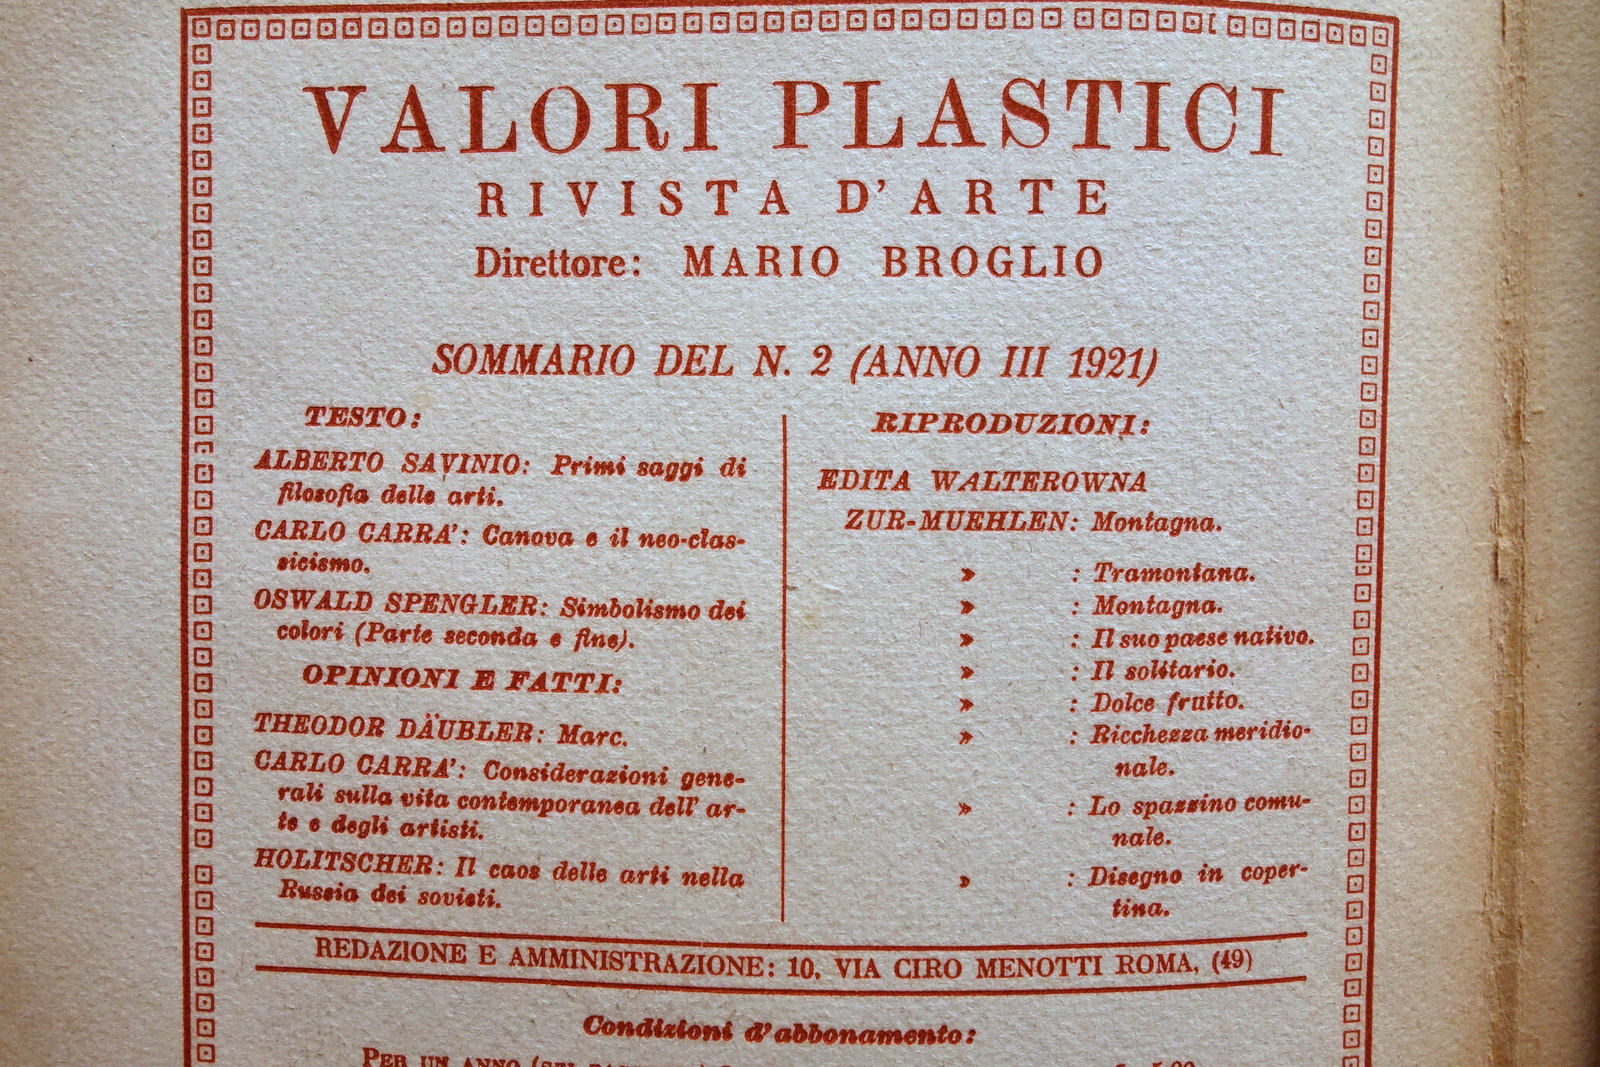 VALORI PLASTICI
RIVISTA D'ARTE
Direttore: MARIO BROGLIO
SOMMARIO DEL N. 2 (ANNO III 1921)
TESTO:
ALBERTO SAVINIO: Primi saggi di
filosofia delle arti.
CARLO CARRA': Canova e il neo-clas-
sicismo.
OSWALD SPENGLER: Simbolismo dei
colori (Parte seconda e fine).
OPINIONI E FATTI:
THEODOR DÄUBLER: Marc.
CARLO CARRA': Considerazioni gene-
rali sulla vita contemporanea dell' ar-
te e degli artisti.
HOLITSCHER: Il caos delle arti nella
Russia dei sovieti.
RIPRODUZIONI:
EDITA WALTEROWNA
ZUR-MUEHLEN: Montagna.
» : Tramontana.
» : Montagna.
» : Il suo paese nativo.
» : Il solitario.
» : Dolce frutto.
» : Ricchezza meridio-
nale.
» : Lo spazzino comu-
nale.
» : Disegno in coper-
tina.
REDAZIONE E AMMINISTRAZIONE: 10, VIA CIRO MENOTTI ROMA, (49)
Condizioni d'abbonamento:
PER UN ANNO